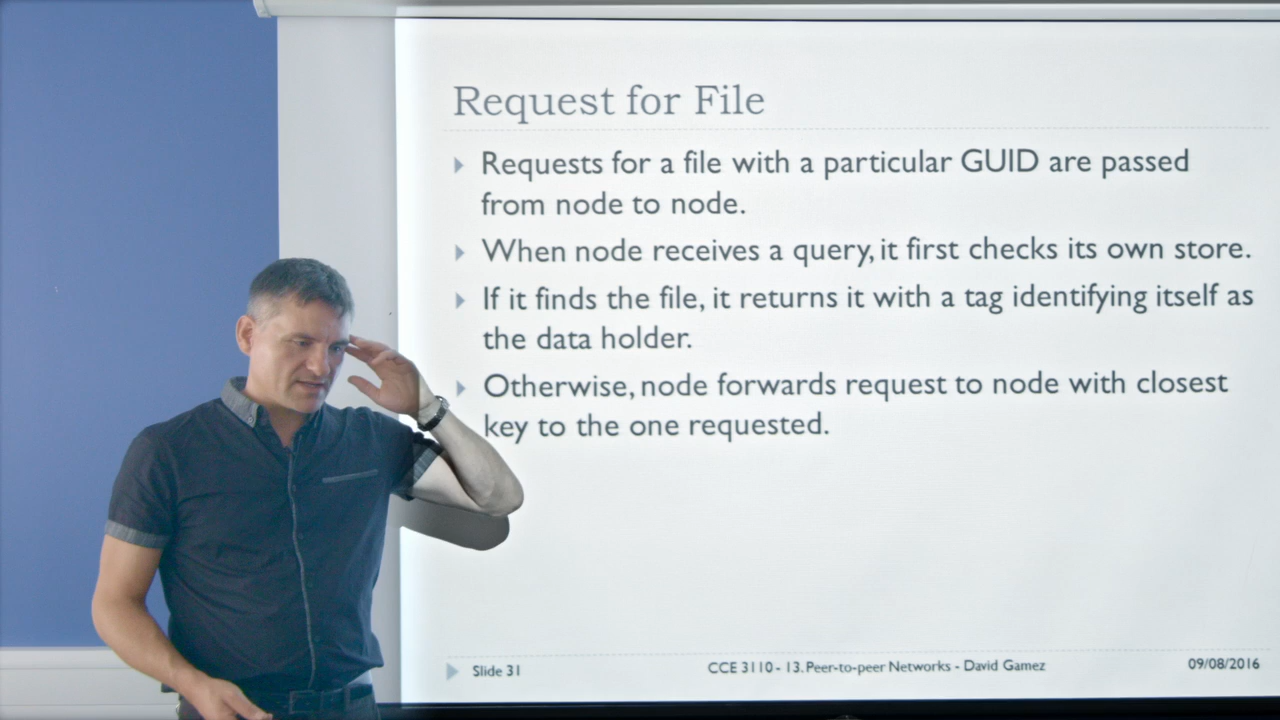 Request for File
Requests for a file with a particular GUID are passed
from node to node.
When node receives a query, it first checks its own store.
If it finds the file, it returns it with a tag identifying itself as
the data holder.
Otherwise, node forwards request to node with closest
key to the one requested.
Slide 31
CCE 3110 - 13. Peer-to-peer Networks - David Gamez
09/08/2016